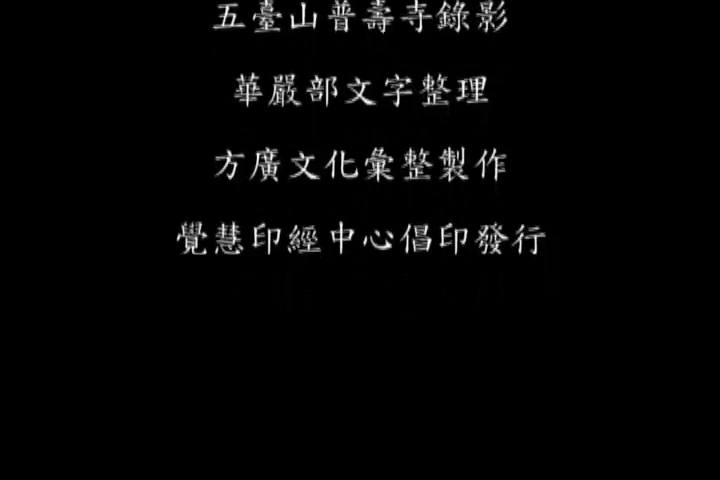 五臺山普壽寺錄影
華嚴部文字整理
方廣文化彙整製作
覺慧印經中心倡印發行